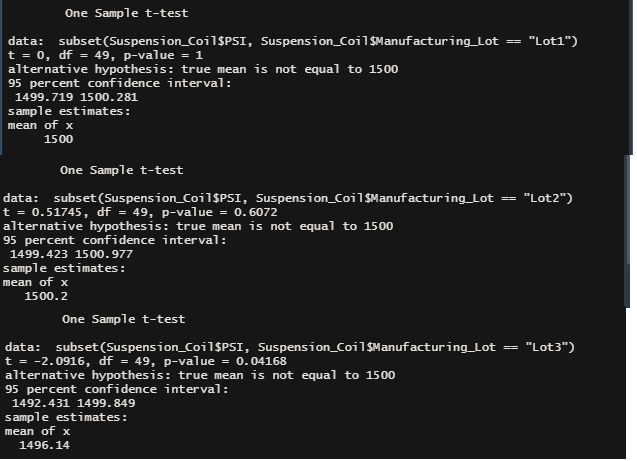 One Sample t-test
data: subset(Suspension_Coil$PSI, Suspension_Coil$Manufacturing_Lot == "Lot1")
t = 0, df = 49, p-value = 1
alternative hypothesis: true mean is not equal to 1500
95 percent confidence interval:
1499.719 1500.281
sample estimates:
mean of x
1500
One Sample t-test
data: subset(Suspension_Coil$PSI, Suspension_Coil$Manufacturing_Lot == "Lot2")
t = 0.51745, df = 49, p-value = 0.6072
alternative hypothesis: true mean is not equal to 1500
95 percent confidence interval:
1499.423 1500.977
sample estimates:
mean of x
1500.2
One Sample t-test
data: subset(Suspension_Coil$PSI, Suspension_Coil$Manufacturing_Lot == "Lot3")
t = -2.0916, df = 49, p-value = 0.04168
alternative hypothesis: true mean is not equal to 1500
95 percent confidence interval:
1492.431 1499.849
sample estimates:
mean of x
1496.14